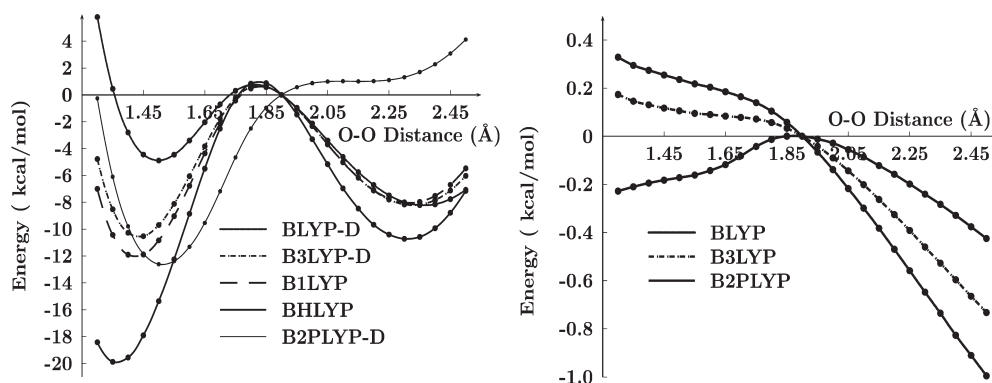 4
2
0
-2
-4
-6
-8
-10
-12
-14
-16
-18
-20
Energy ( kcal/mol)
1.45 1.65 1.85 2.05 2.25 2.45
O-O Distance (Å)
BLYP-D
B3LYP-D
B1LYP
BHLYP
B2PLYP-D
0.4
0.2
0
-0.2
-0.4
-0.6
-0.8
-1.0
Energy ( kcal/mol)
O-O Distance (Å)
1.45 1.65 1.85 2.05 2.25 2.45
BLYP
B3LYP
B2PLYP